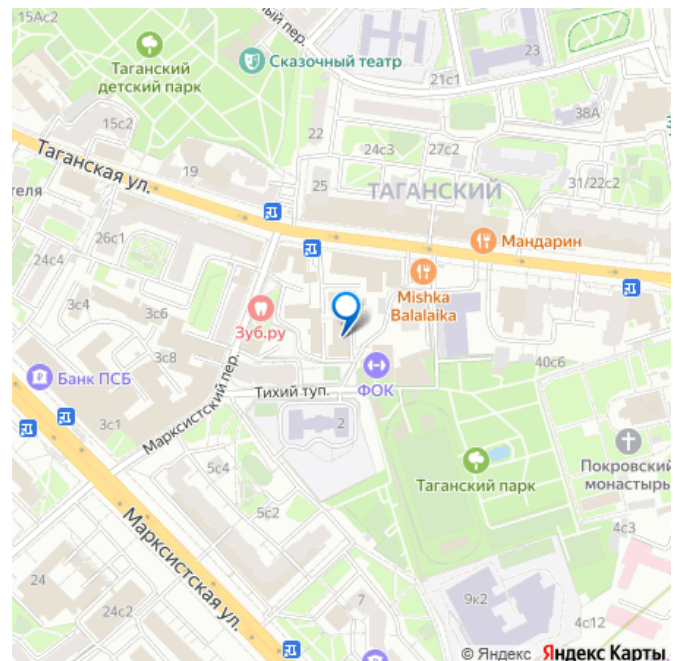 15Ас2
ный пер.
23
Сказочный театр
Таганский
детский парк
21с1
38А
15с2
22
24с3
27с2
Таганская ул.
19
25
ТАГАНСКИЙ
31/22с2
теля
26с1
Мандарин
24с4
Mishka
Balalaika
3с4
3с6
Зуб.ру
3с8
40с6
Банк ПСБ
ФОК
Тихий туп.
Марксистский пер.
3с1
2
Покровский
монастырь
Таганский парк
5с4
5с2
4с3
Марксистская ул.
24
9к2
24с2
7
4с12
© Яндекс Яндекс Карты